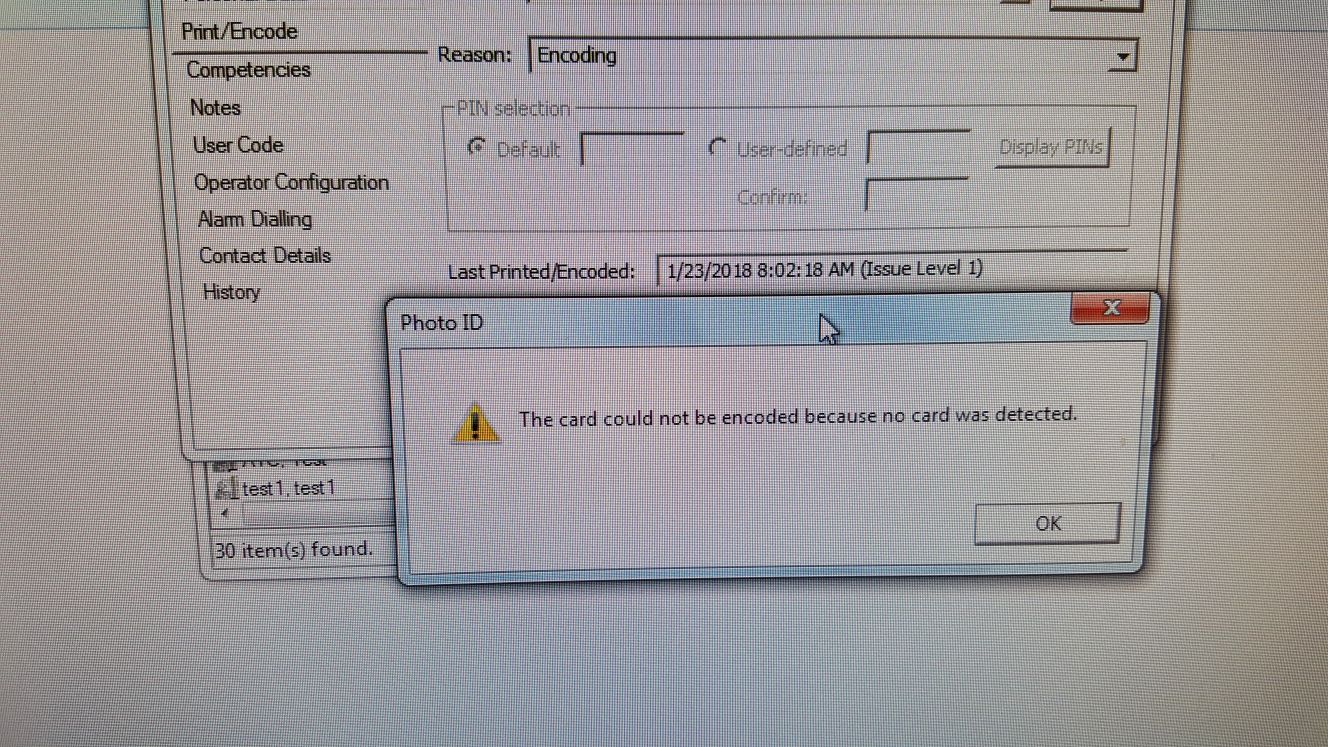 Print/Encode
Reason: Encoding
Competencies
Notes
PIN selection
User Code
Default
User-defined
Display PINs
Operator Configuration
Confirm:
Alarm Dialling
Contact Details
Last Printed/Encoded: 1/23/2018 8:02:18 AM (Issue Level 1)
History
Photo ID
The card could not be encoded because no card was detected.
OK
test1, test1
30 item(s) found.